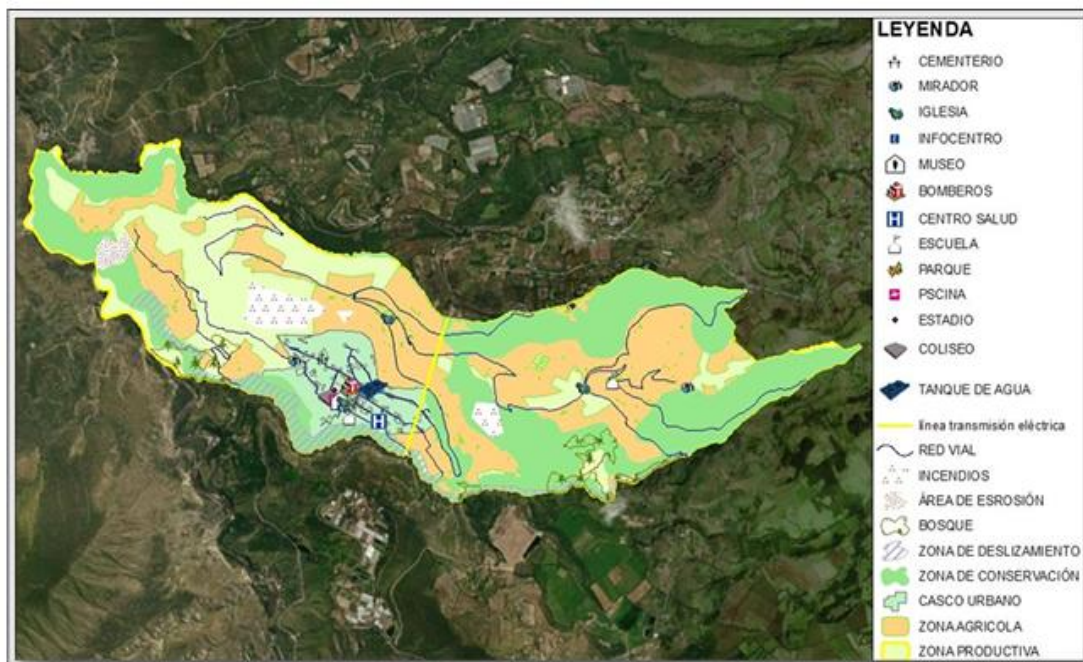 LEYENDA
CEMENTERIO
MIRADOR
IGLESIA
INFOCENTRO
MUSEO
BOMBEROS
CENTRO SALUD
ESCUELA
PARQUE
PSCINA
ESTADIO
COLISEO
TANQUE DE AGUA
línea transmisión eléctrica
RED VIAL
INCENDIOS
ÁREA DE ESROSIÓN
BOSQUE
ZONA DE DESLIZAMIENTO
ZONA DE CONSERVACIÓN
CASCO URBANO
ZONA AGRICOLA
ZONA PRODUCTIVA